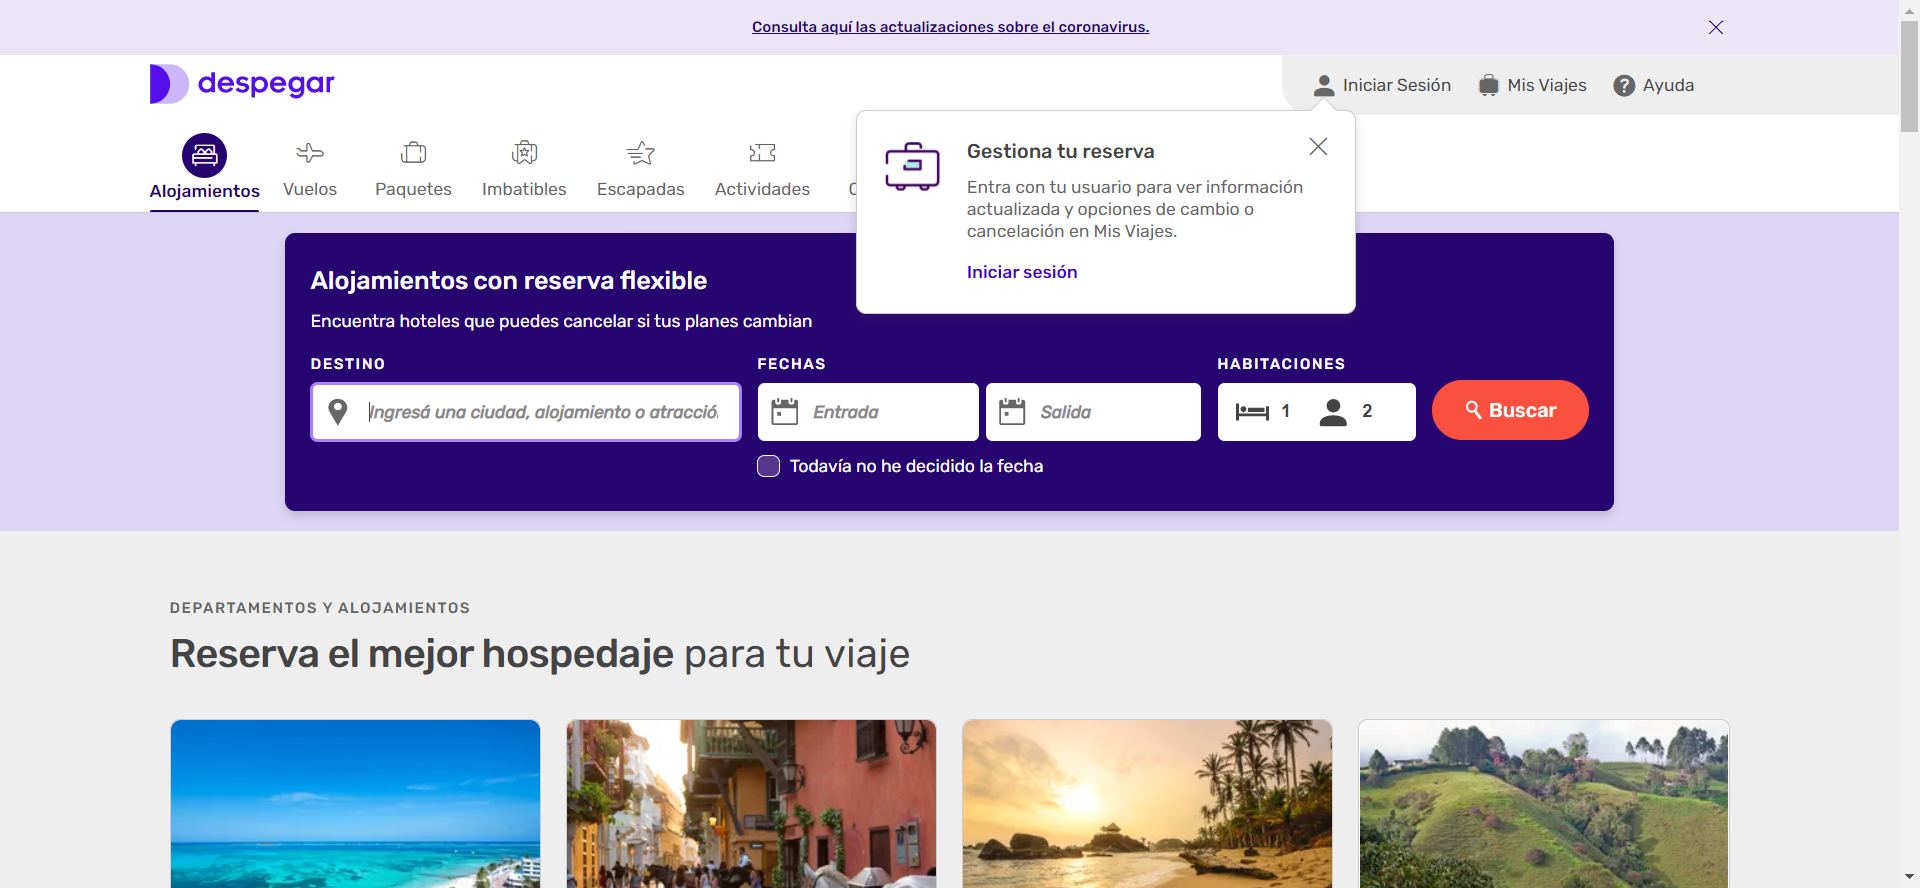 Consulta aquí las actualizaciones sobre el coronavirus.
despegar
Iniciar Sesión
Mis Viajes
Ayuda
Alojamientos
Vuelos
Paquetes
Imbatibles
Escapadas
Actividades
Gestiona tu reserva
Entra con tu usuario para ver información
actualizada y opciones de cambio o
cancelación en Mis Viajes.
Iniciar sesión
Alojamientos con reserva flexible
Encuentra hoteles que puedes cancelar si tus planes cambian
DESTINO
Ingresá una ciudad, alojamiento o atracció
FECHAS
Entrada
Salida
HABITACIONES
1
2
Buscar
Todavía no he decidido la fecha
DEPARTAMENTOS Y ALOJAMIENTOS
Reserva el mejor hospedaje para tu viaje